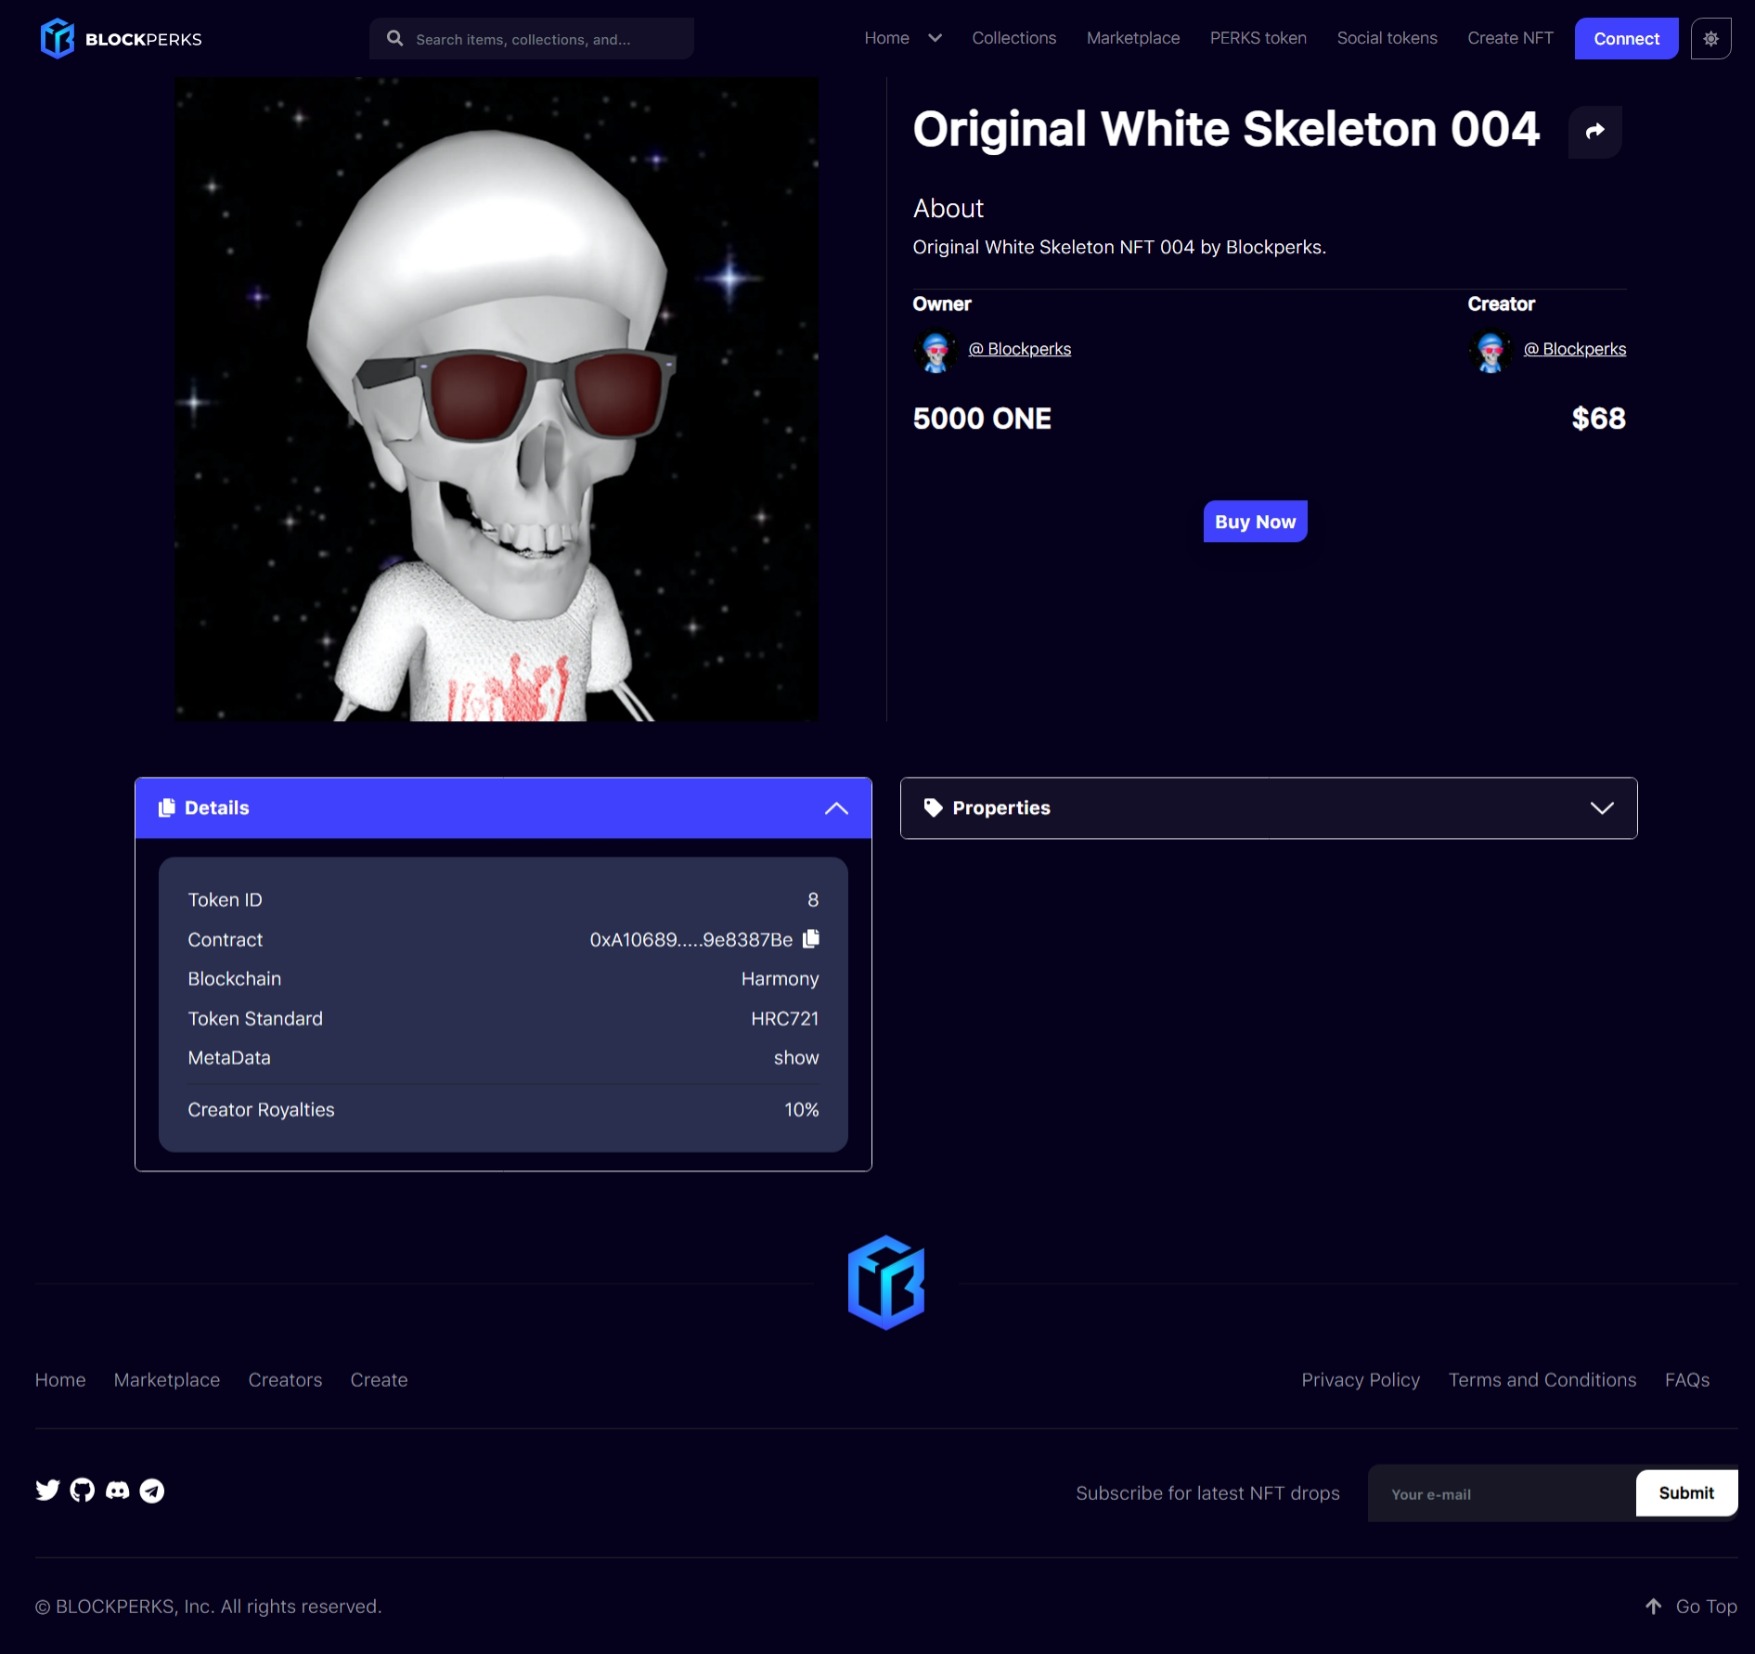 BLOCKPERKS
Search items, collections, and...
Home
Collections
Marketplace
PERKS token
Social tokens
Create NFT
Connect
Original White Skeleton 004
About
Original White Skeleton NFT 004 by Blockperks.
Owner
Creator
@ Blockperks
@ Blockperks
5000 ONE
$68
Buy Now
Details
Properties
Token ID
8
Contract
0xA10689.....9e8387Be
Blockchain
Harmony
Token Standard
HRC721
MetaData
show
Creator Royalties
10%
Home
Marketplace
Creators
Create
Privacy Policy
Terms and Conditions
FAQs
Subscribe for latest NFT drops
Your e-mail
Submit
© BLOCKPERKS, Inc. All rights reserved.
Go Top